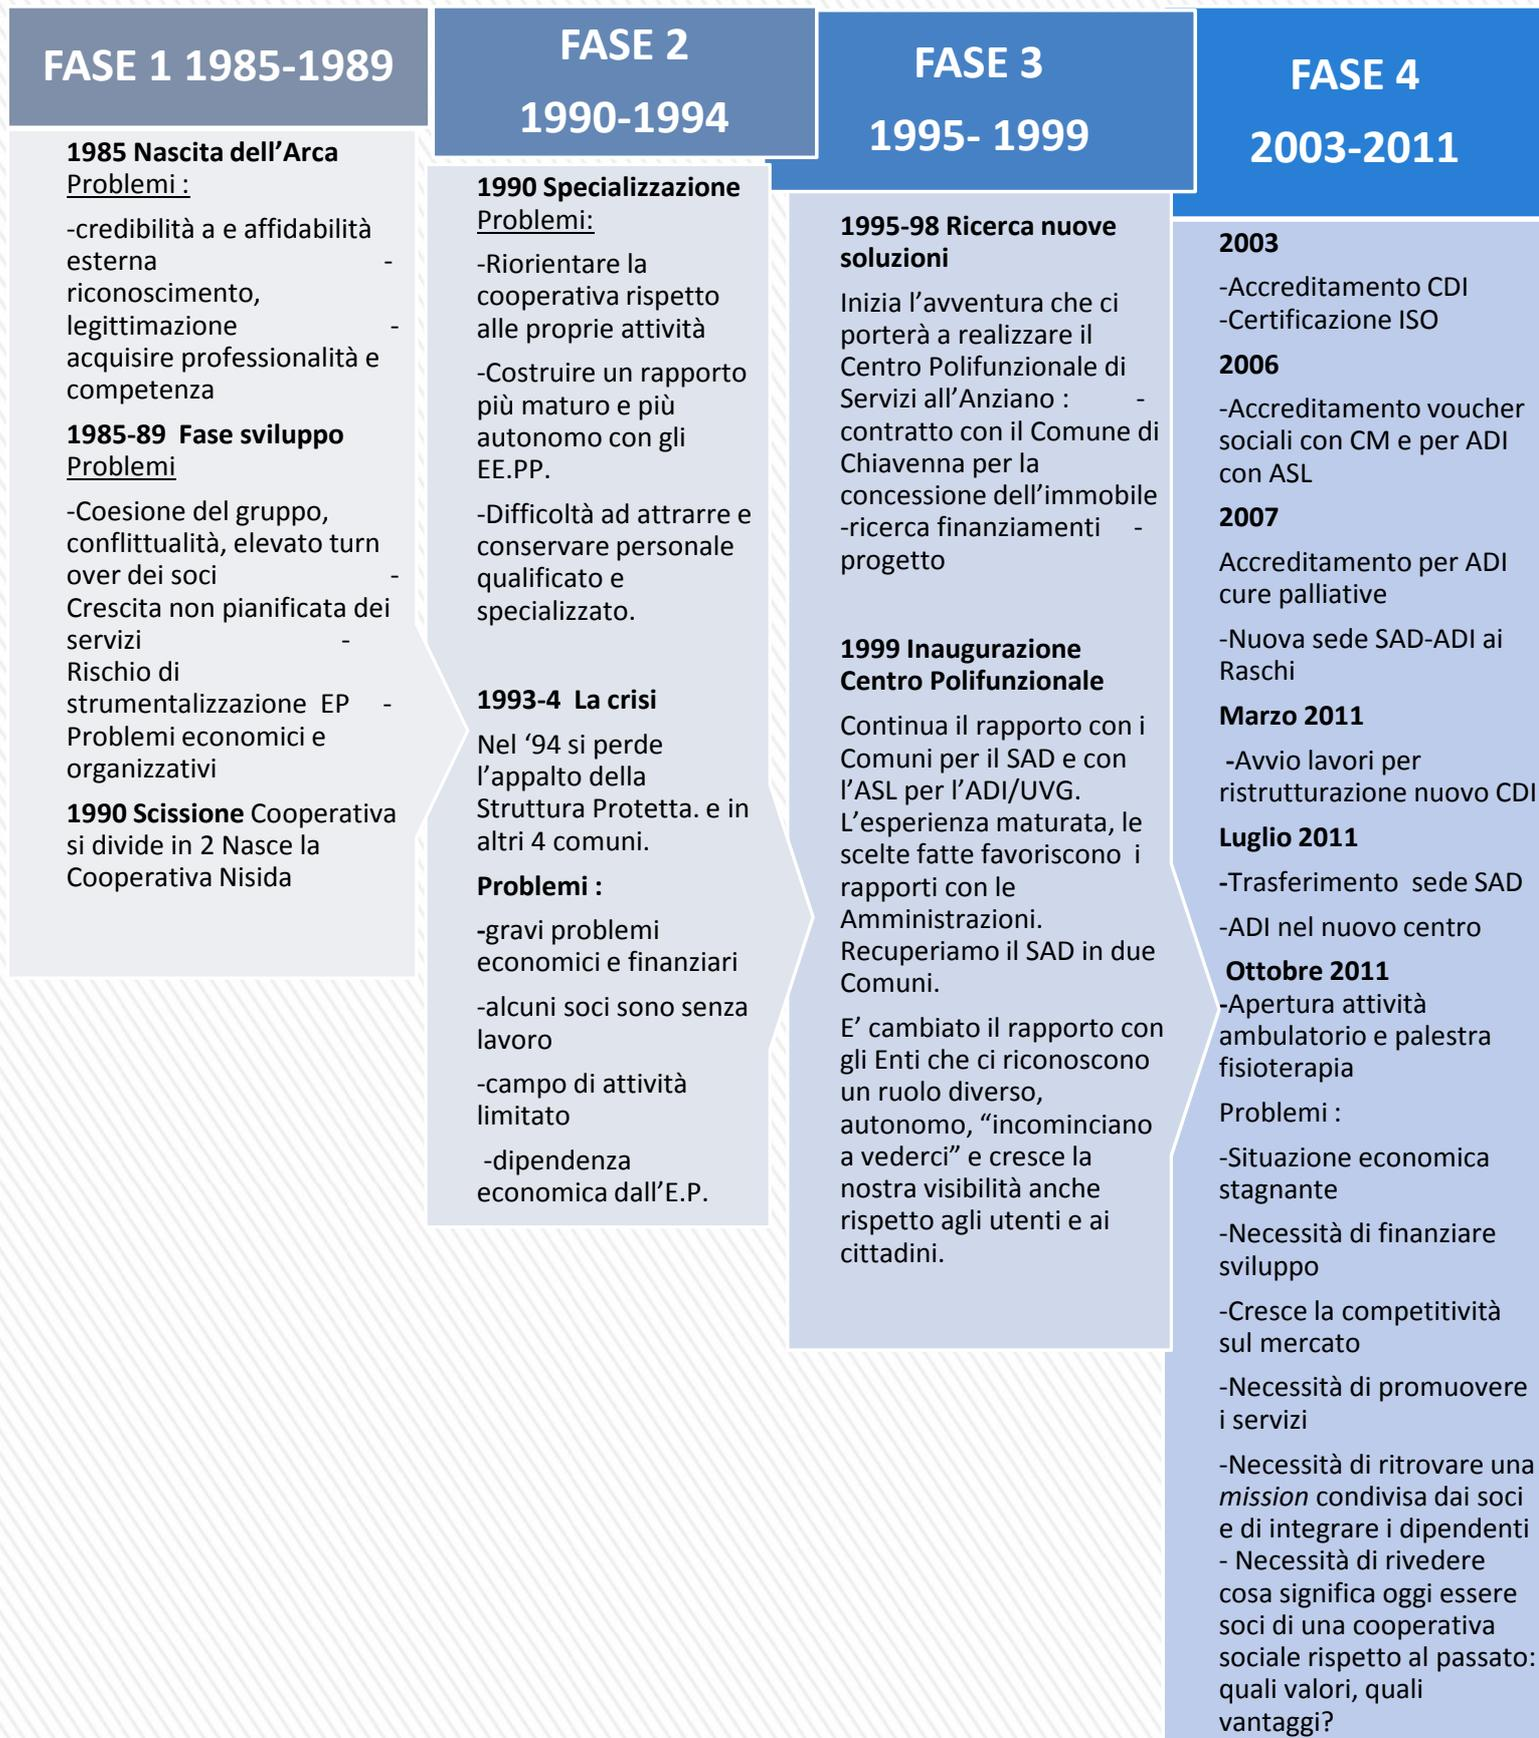 FASE 1 1985-1989
1985 Nascita dell’Arca
Problemi :
-credibilità a e affidabilità
esterna -
riconoscimento,
legittimazione -
acquisire professionalità e
competenza
1985-89 Fase sviluppo
Problemi
-Coesione del gruppo,
conflittualità, elevato turn
over dei soci -
Crescita non pianificata dei
servizi -
Rischio di
strumentalizzazione EP -
Problemi economici e
organizzativi
1990 Scissione Cooperativa
si divide in 2 Nasce la
Cooperativa Nisida
FASE 2
1990-1994
1990 Specializzazione
Problemi:
-Riorientare la
cooperativa rispetto
alle proprie attività
-Costruire un rapporto
più maturo e più
autonomo con gli
EE.PP.
-Difficoltà ad attrarre e
conservare personale
qualificato e
specializzato.
1993-4 La crisi
Nel ‘94 si perde
l’appalto della
Struttura Protetta. e in
altri 4 comuni.
Problemi :
-gravi problemi
economici e finanziari
-alcuni soci sono senza
lavoro
-campo di attività
limitato
-dipendenza
economica dall’E.P.
FASE 3
1995- 1999
1995-98 Ricerca nuove
soluzioni
Inizia l’avventura che ci
porterà a realizzare il
Centro Polifunzionale di
Servizi all’Anziano : -
contratto con il Comune di
Chiavenna per la
concessione dell’immobile
-ricerca finanziamenti -
progetto
1999 Inaugurazione
Centro Polifunzionale
Continua il rapporto con i
Comuni per il SAD e con
l’ASL per l’ADI/UVG.
L’esperienza maturata, le
scelte fatte favoriscono i
rapporti con le
Amministrazioni.
Recuperiamo il SAD in due
Comuni.
E’ cambiato il rapporto con
gli Enti che ci riconoscono
un ruolo diverso,
autonomo, “incominciano
a vederci” e cresce la
nostra visibilità anche
rispetto agli utenti e ai
cittadini.
FASE 4
2003-2011
2003
-Accreditamento CDI
-Certificazione ISO
2006
-Accreditamento voucher
sociali con CM e per ADI
con ASL
2007
Accreditamento per ADI
cure palliative
-Nuova sede SAD-ADI ai
Raschi
Marzo 2011
-Avvio lavori per
ristrutturazione nuovo CDI
Luglio 2011
-Trasferimento sede SAD
-ADI nel nuovo centro
Ottobre 2011
-Apertura attività
ambulatorio e palestra
fisioterapia
Problemi :
-Situazione economica
stagnante
-Necessità di finanziare
sviluppo
-Cresce la competitività
sul mercato
-Necessità di promuovere
i servizi
-Necessità di ritrovare una
mission condivisa dai soci
e di integrare i dipendenti
- Necessità di rivedere
cosa significa oggi essere
soci di una cooperativa
sociale rispetto al passato:
quali valori, quali
vantaggi?